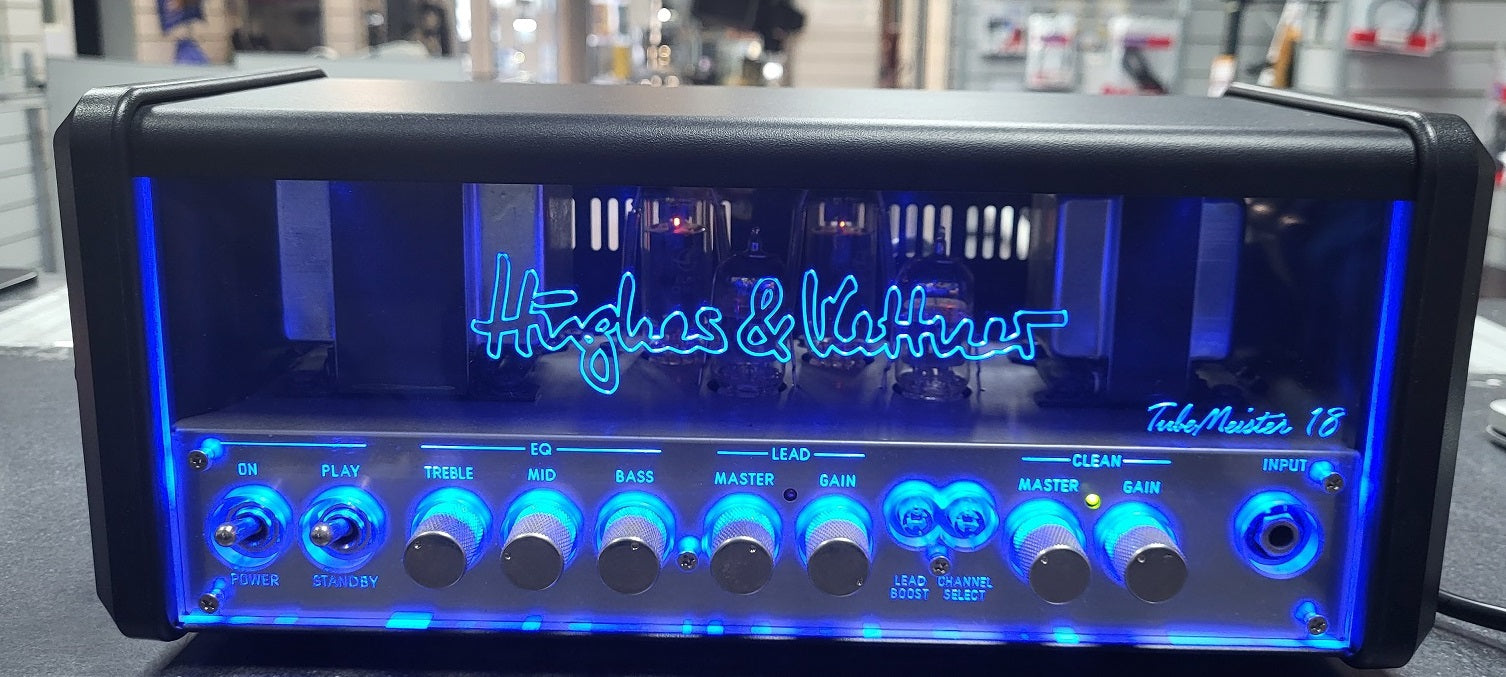 Hughes & Kettner
TubeMeister 18
EQ LEAD CLEAN
ON PLAY TREBLE MID BASS MASTER GAIN MASTER GAIN INPUT
POWER STANDBY LEAD BOOST CHANNEL SELECT